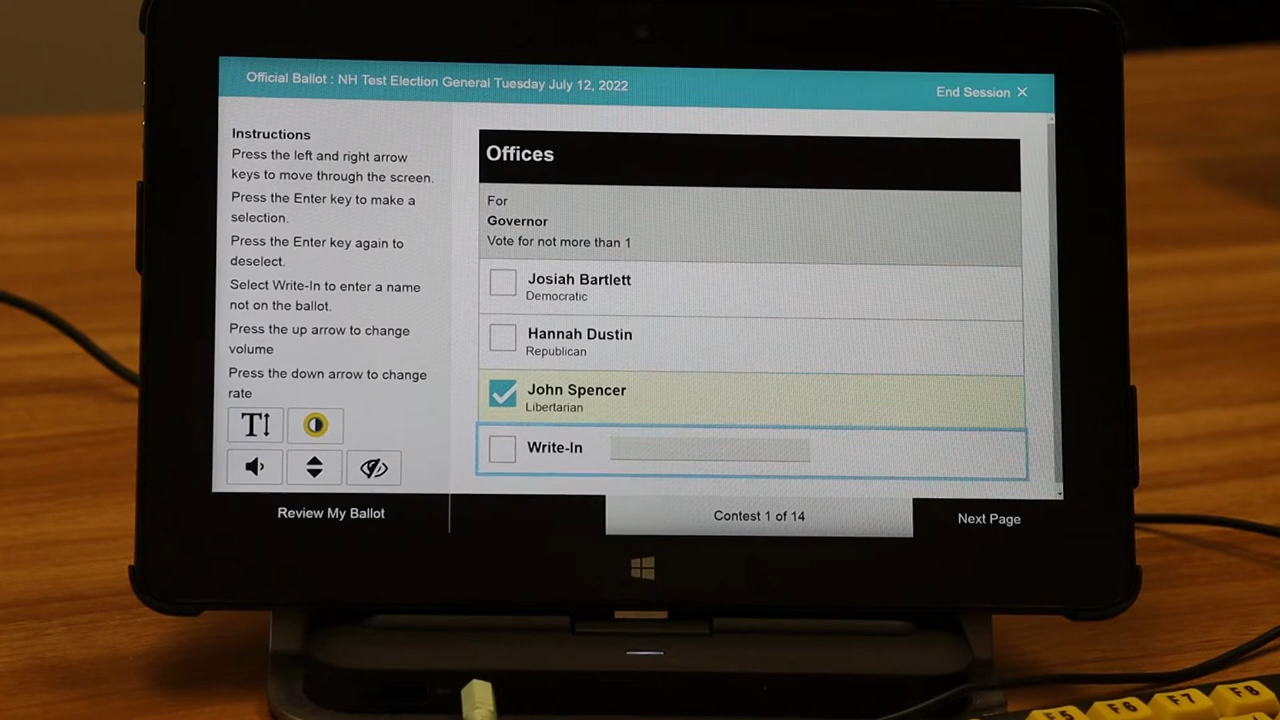 Official Ballot : NH Test Election General Tuesday July 12, 2022
End Session ✕
Instructions
Press the left and right arrow
keys to move through the screen.
Press the Enter key to make a
selection.
Press the Enter key again to
deselect.
Select Write-In to enter a name
not on the ballot.
Press the up arrow to change
volume
Press the down arrow to change
rate
T
Offices
For
Governor
Vote for not more than 1
Josiah Bartlett
Democratic
Hannah Dustin
Republican
John Spencer
Libertarian
Write-In
Review My Ballot
Contest 1 of 14
Next Page
F5 F6 F7 F8